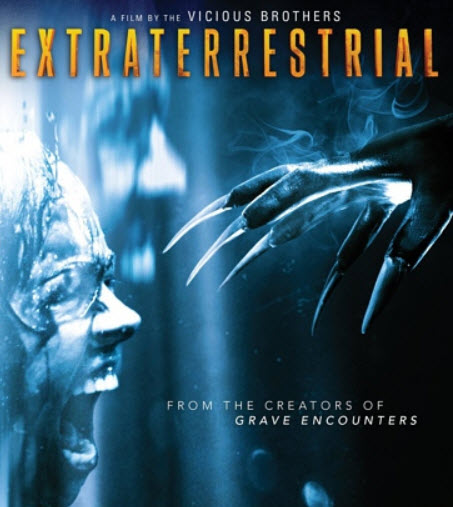 A FILM BY THE VICIOUS BROTHERS
EXTRATERRESTRIAL
FROM THE CREATORS OF
GRAVE ENCOUNTERS